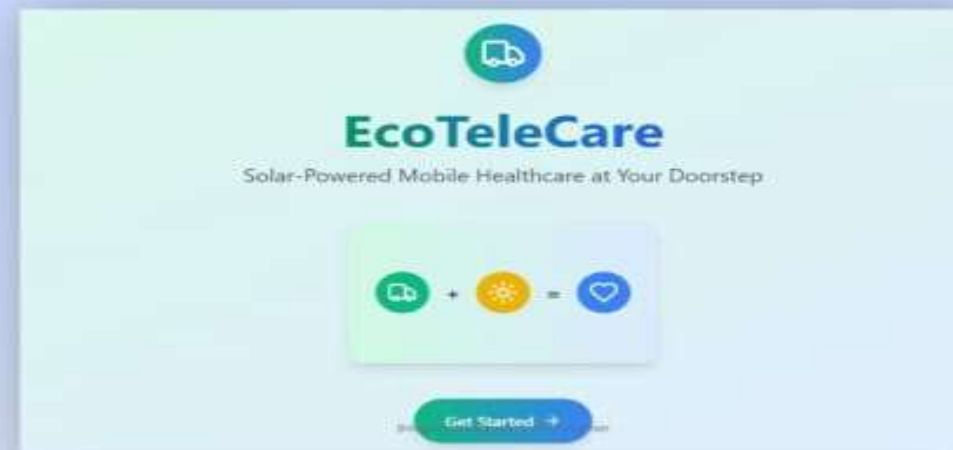 EcoTeleCare
Solar-Powered Mobile Healthcare at Your Doorstep
+ =
Get Started →